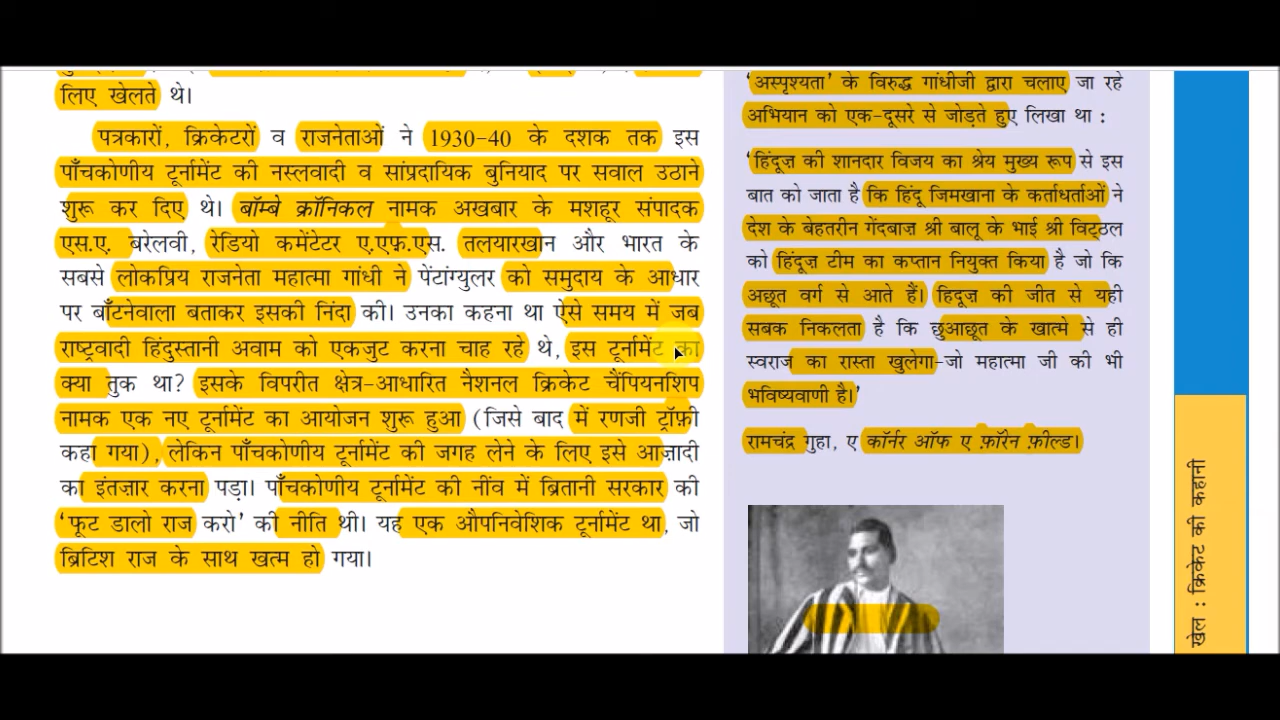 लिए खेलते थे।
पत्रकारों, क्रिकेटरों व राजनेताओं ने 1930-40 के दशक तक इस
पाँचकोणीय टूर्नामेंट की नस्लवादी व सांप्रदायिक बुनियाद पर सवाल उठाने
शुरू कर दिए थे। बॉम्बे क्रॉनिकल नामक अखबार के मशहूर संपादक
एस.ए. बरेलवी, रेडियो कमेंटेटर ए.एफ़.एस. तलयारखान और भारत के
सबसे लोकप्रिय राजनेता महात्मा गांधी ने पेंटांग्युलर को समुदाय के आधार
पर बाँटनेवाला बताकर इसकी निंदा की। उनका कहना था ऐसे समय में जब
राष्ट्रवादी हिंदुस्तानी अवाम को एकजुट करना चाह रहे थे, इस टूर्नामेंट का
क्या तुक था? इसके विपरीत क्षेत्र-आधारित नैशनल क्रिकेट चैंपियनशिप
नामक एक नए टूर्नामेंट का आयोजन शुरू हुआ (जिसे बाद में रणजी ट्रॉफ़ी
कहा गया), लेकिन पाँचकोणीय टूर्नामेंट की जगह लेने के लिए इसे आज़ादी
का इंतज़ार करना पड़ा। पाँचकोणीय टूर्नामेंट की नींव में ब्रितानी सरकार की
'फूट डालो राज करो' की नीति थी। यह एक औपनिवेशिक टूर्नामेंट था, जो
ब्रिटिश राज के साथ खत्म हो गया।
'अस्पृश्यता' के विरुद्ध गांधीजी द्वारा चलाए जा रहे
अभियान को एक-दूसरे से जोड़ते हुए लिखा था :
'हिंदूज़ की शानदार विजय का श्रेय मुख्य रूप से इस
बात को जाता है कि हिंदू जिमखाना के कर्ताधर्ताओं ने
देश के बेहतरीन गेंदबाज़ श्री बालू के भाई श्री विट्ठल
को हिंदूज़ टीम का कप्तान नियुक्त किया है जो कि
अछूत वर्ग से आते हैं। हिंदूज़ की जीत से यही
सबक निकलता है कि छुआछूत के खात्मे से ही
स्वराज का रास्ता खुलेगा-जो महात्मा जी की भी
भविष्यवाणी है।'
रामचंद्र गुहा, ए कॉर्नर ऑफ ए फ़ॉरेन फ़ील्ड।
खेल : क्रिकेट की कहानी